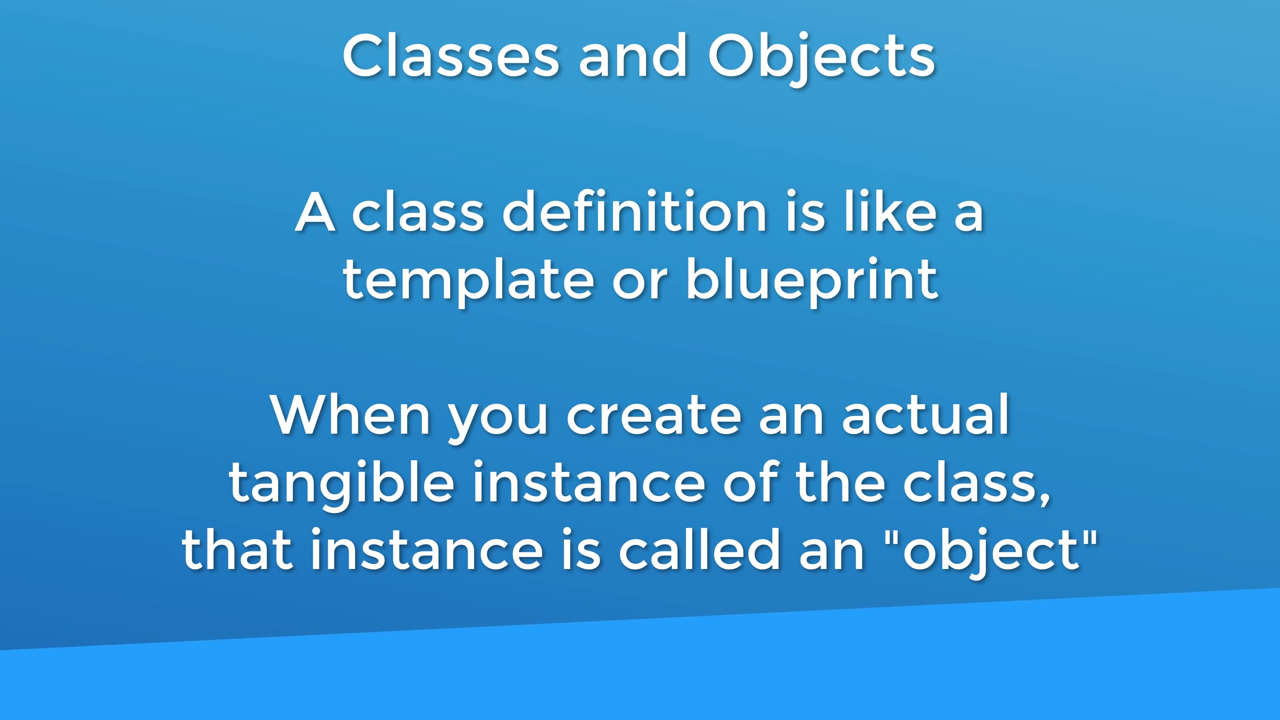 Classes and Objects
A class definition is like a
template or blueprint
When you create an actual
tangible instance of the class,
that instance is called an "object"